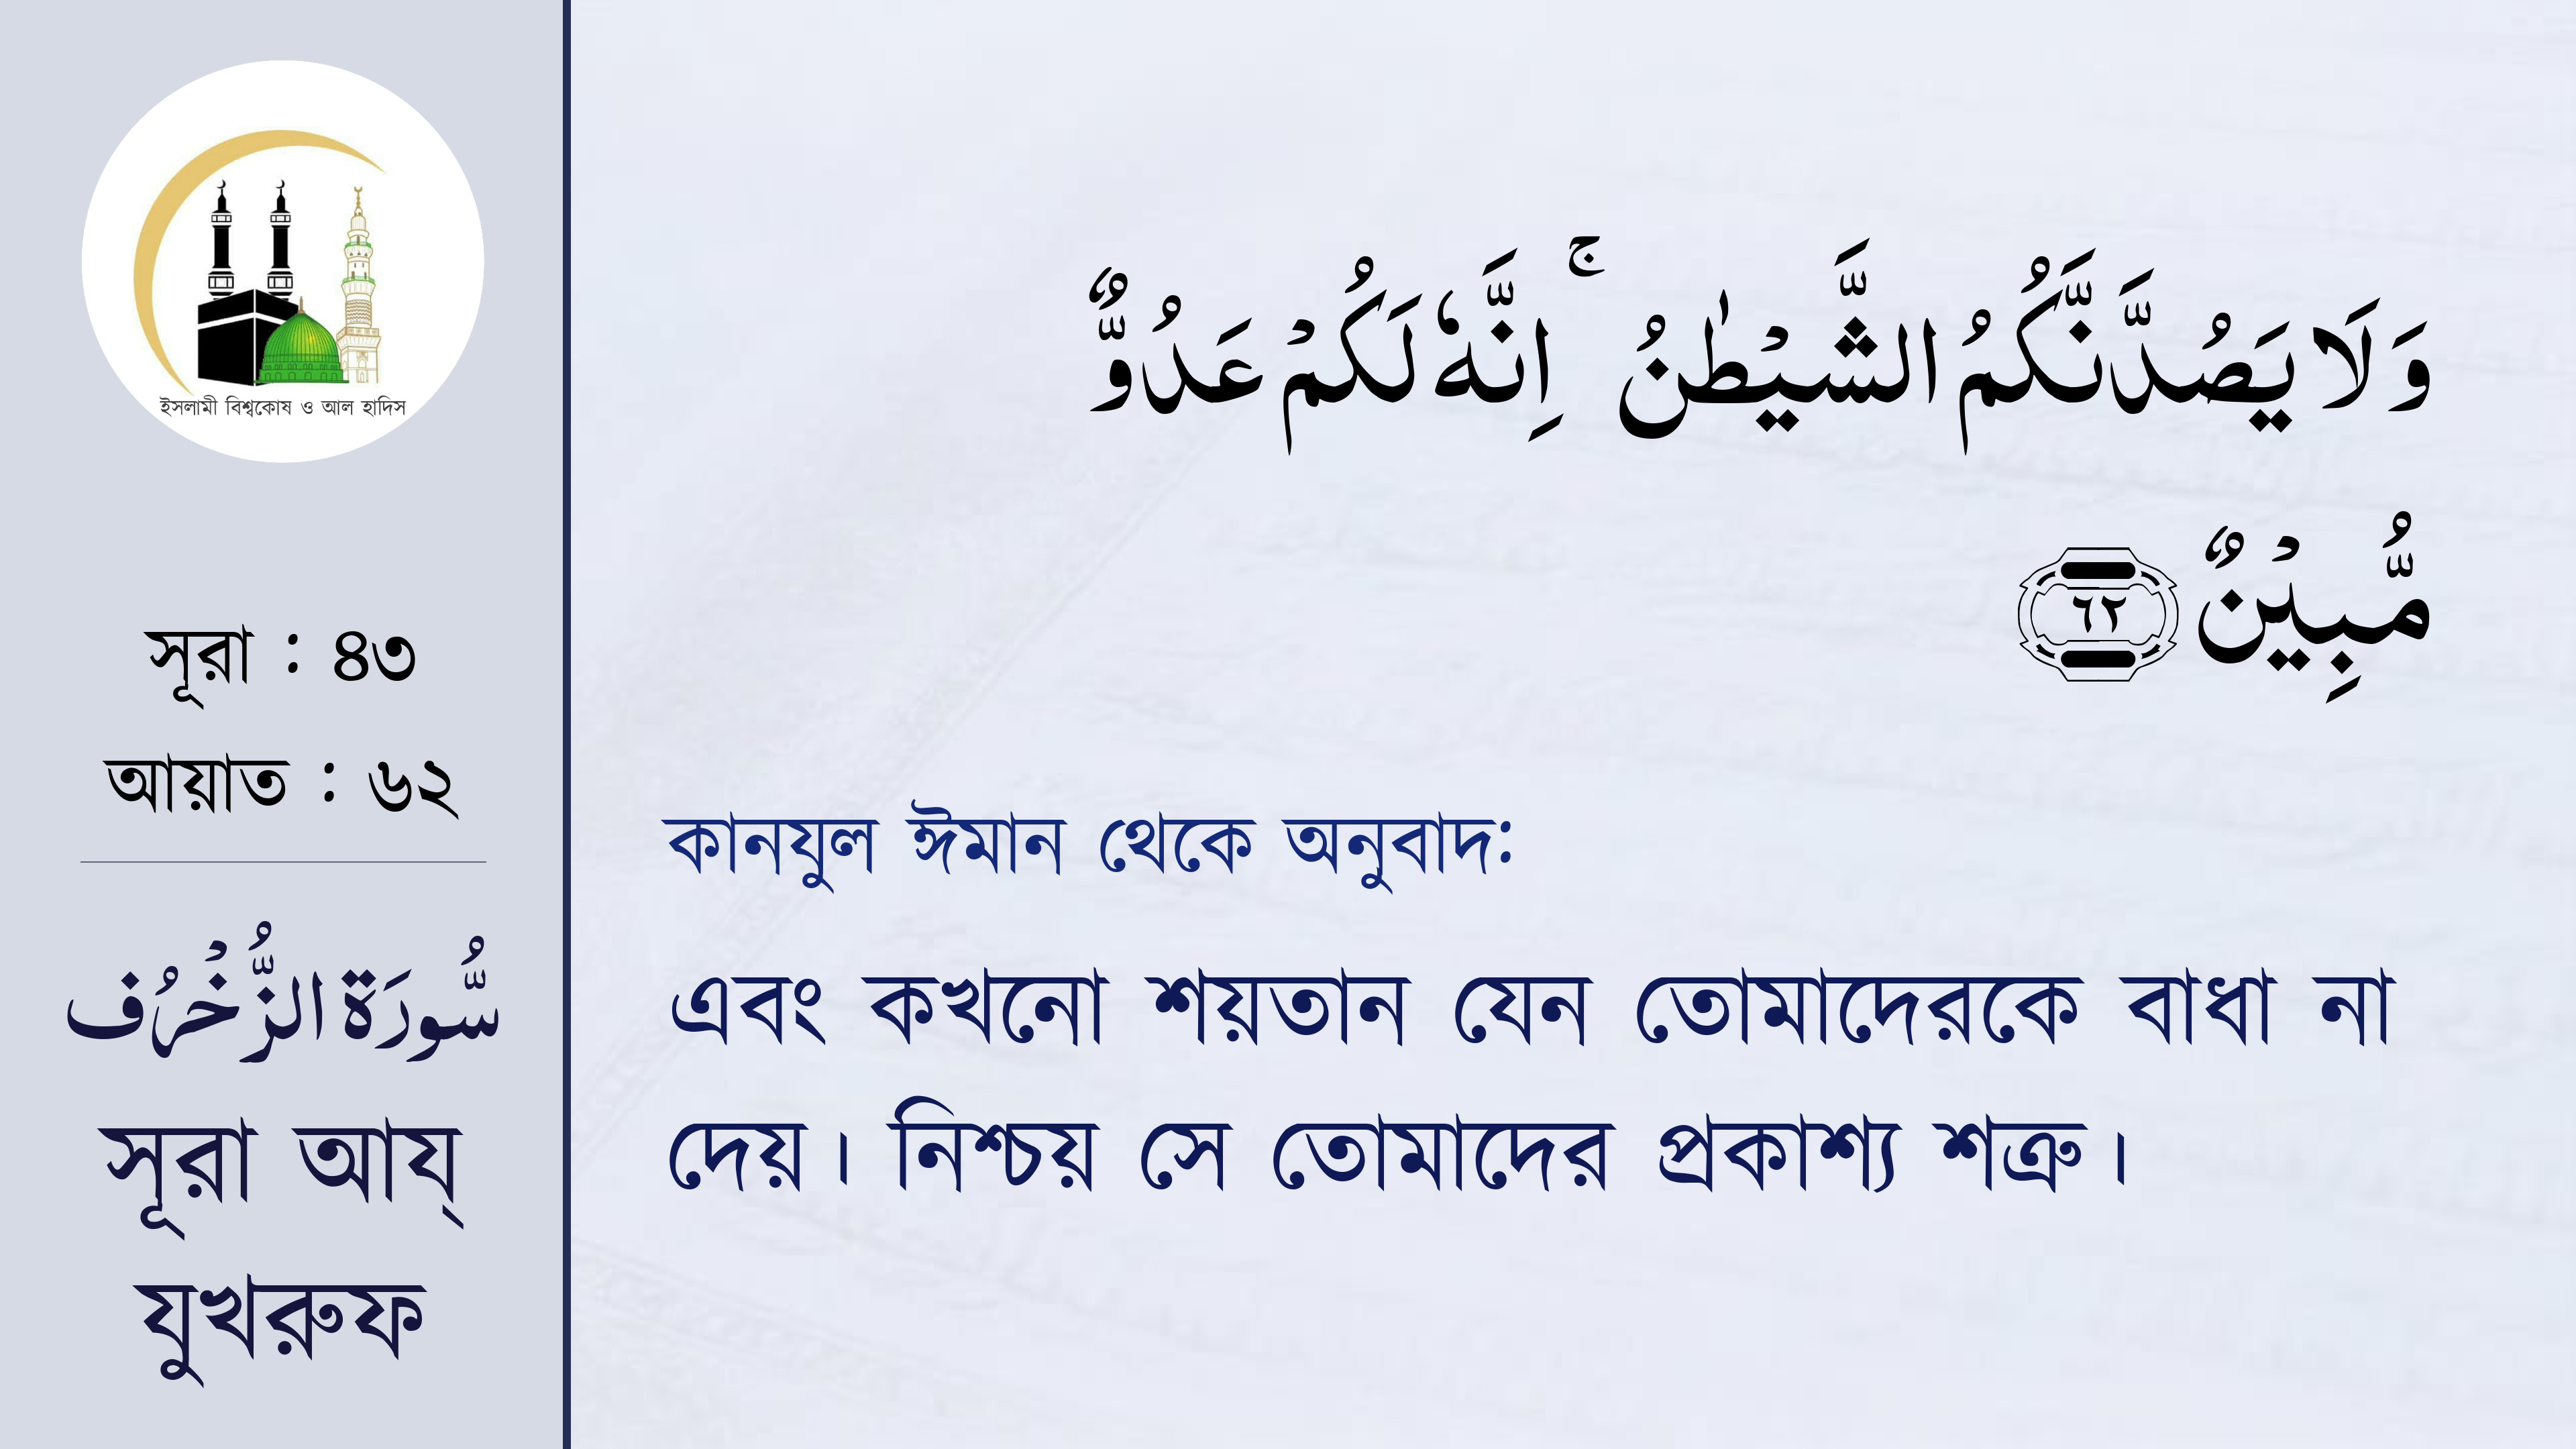 ইসলামী বিশ্বকোষ ও আল হাদিস
সূরা : ৪৩
আয়াত : ৬২
سُّورَة الزُّخْرُف
সূরা আয্
যুখরুফ
وَلَا يَصُدَّنَّكُمُ الشَّيْطٰنُ ۚ اِنَّهٗ لَكُمْ عَدُوٌّ
مُّبِيْنٌ ٦٢
কানযুল ঈমান থেকে অনুবাদ:
এবং কখনো শয়তান যেন তোমাদেরকে বাধা না
দেয়। নিশ্চয় সে তোমাদের প্রকাশ্য শত্রু।